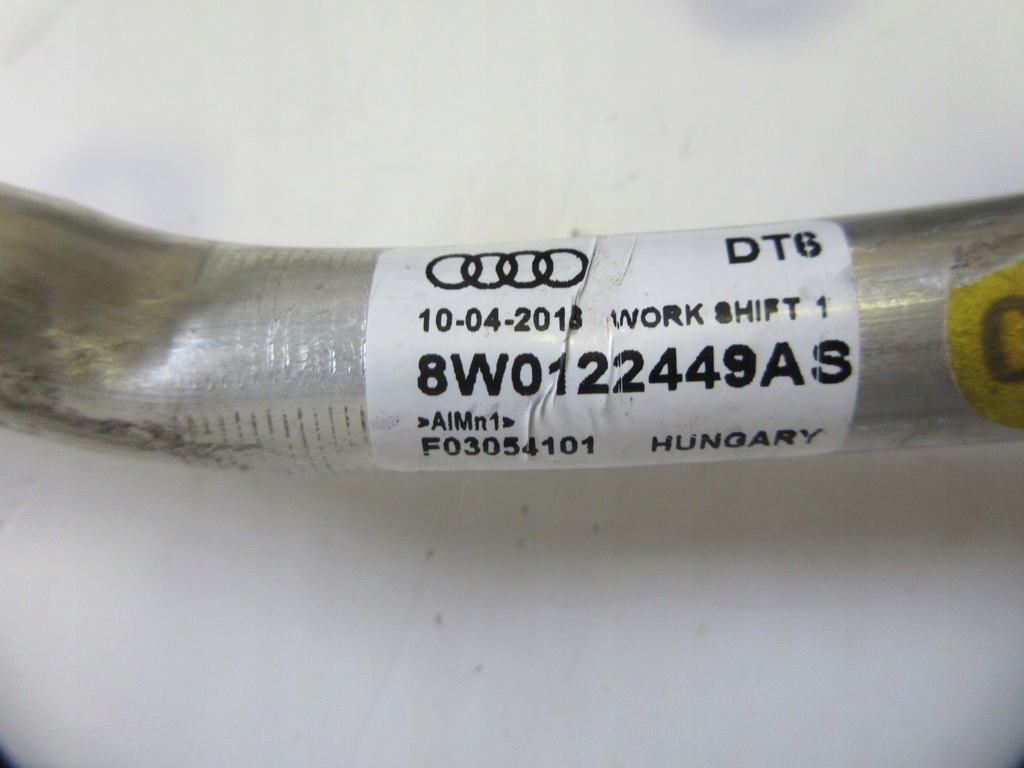 DT6
10-04-2018 WORK SHIFT 1
8W0122449AS
>AlMn1>
F03054101 HUNGARY